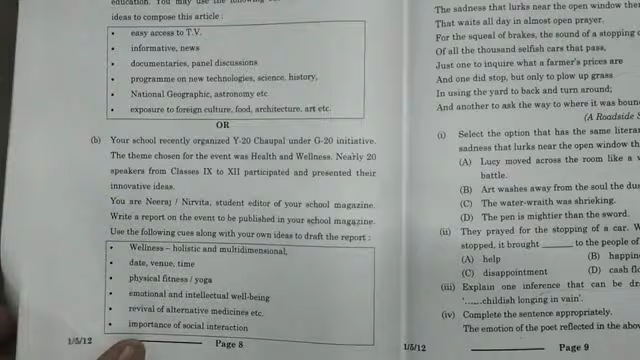 education. You may use the following
ideas to compose this article :
• easy access to T.V.
• informative, news
• documentaries, panel discussions
• programme on new technologies, science, history,
National Geographic, astronomy etc
• exposure to foreign culture, food, architecture, art etc.
OR
(b) Your school recently organized Y-20 Chaupal under G-20 initiative.
The theme chosen for the event was Health and Wellness. Nearly 20
speakers from Classes IX to XII participated and presented their
innovative ideas.
You are Neeraj / Nirvita, student editor of your school magazine.
Write a report on the event to be published in your school magazine.
Use the following cues along with your own ideas to draft the report :
• Wellness – holistic and multidimensional,
• date, venue, time
• physical fitness / yoga
• emotional and intellectual well-being
• revival of alternative medicines etc.
• importance of social interaction
1/5/12
Page 8
The sadness that lurks near the open window
That waits all day in almost open prayer.
For the squeal of brakes, the sound of a stopping
Of all the thousand selfish cars that pass,
Just one to inquire what a farmer's prices are
And one did stop, but only to plow up grass
In using the yard to back and turn around;
And another to ask the way to where it was
(A Roadside
(i) Select the option that has the same
sadness that lurks near the open window
(A) Lucy moved across the room like a
battle.
(B) Art washes away from soul the
(C) The water-wraith was shrieking.
(D) The pen is mightier than the sword.
(ii) They prayed for the stopping of a car.
stopped, it brought ______ to the people of
(A) help
(B)
(C) disappointment
(D) cash
(iii) Explain one inference that can be
'......childish longing in vain'.
(iv) Complete the sentence appropriately.
The emotion of the poet reflected in the
1/5/12
Page 9